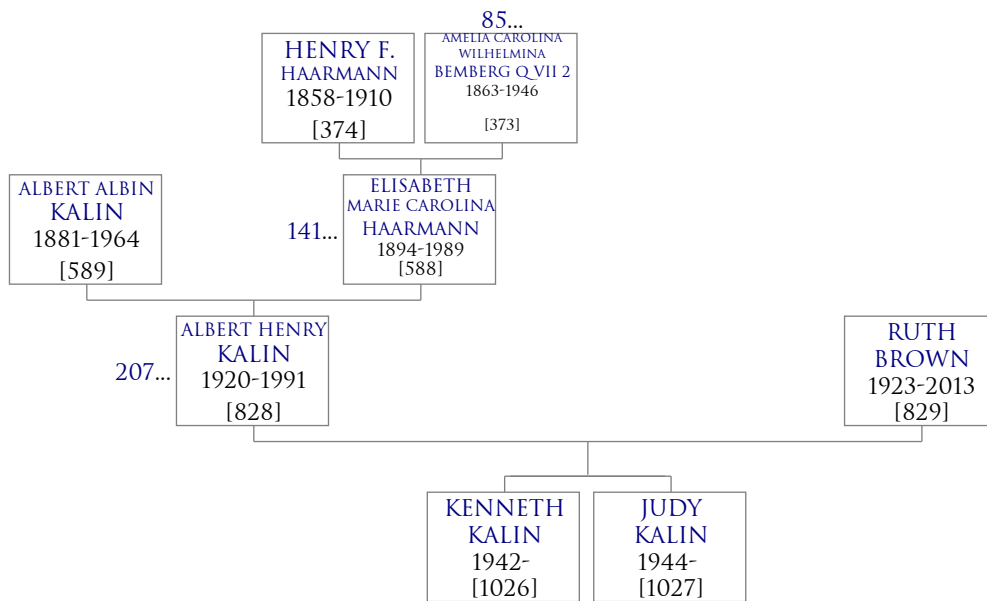 85...
HENRY F.
HAARMANN
1858-1910
[374]
AMELIA CAROLINA
WILHELMINA
BEMBERG Q VII 2
1863-1946
[373]
ALBERT ALBIN
KALIN
1881-1964
[589]
141...
ELISABETH
MARIE CAROLINA
HAARMANN
1894-1989
[588]
207...
ALBERT HENRY
KALIN
1920-1991
[828]
RUTH
BROWN
1923-2013
[829]
KENNETH
KALIN
1942-
[1026]
JUDY
KALIN
1944-
[1027]